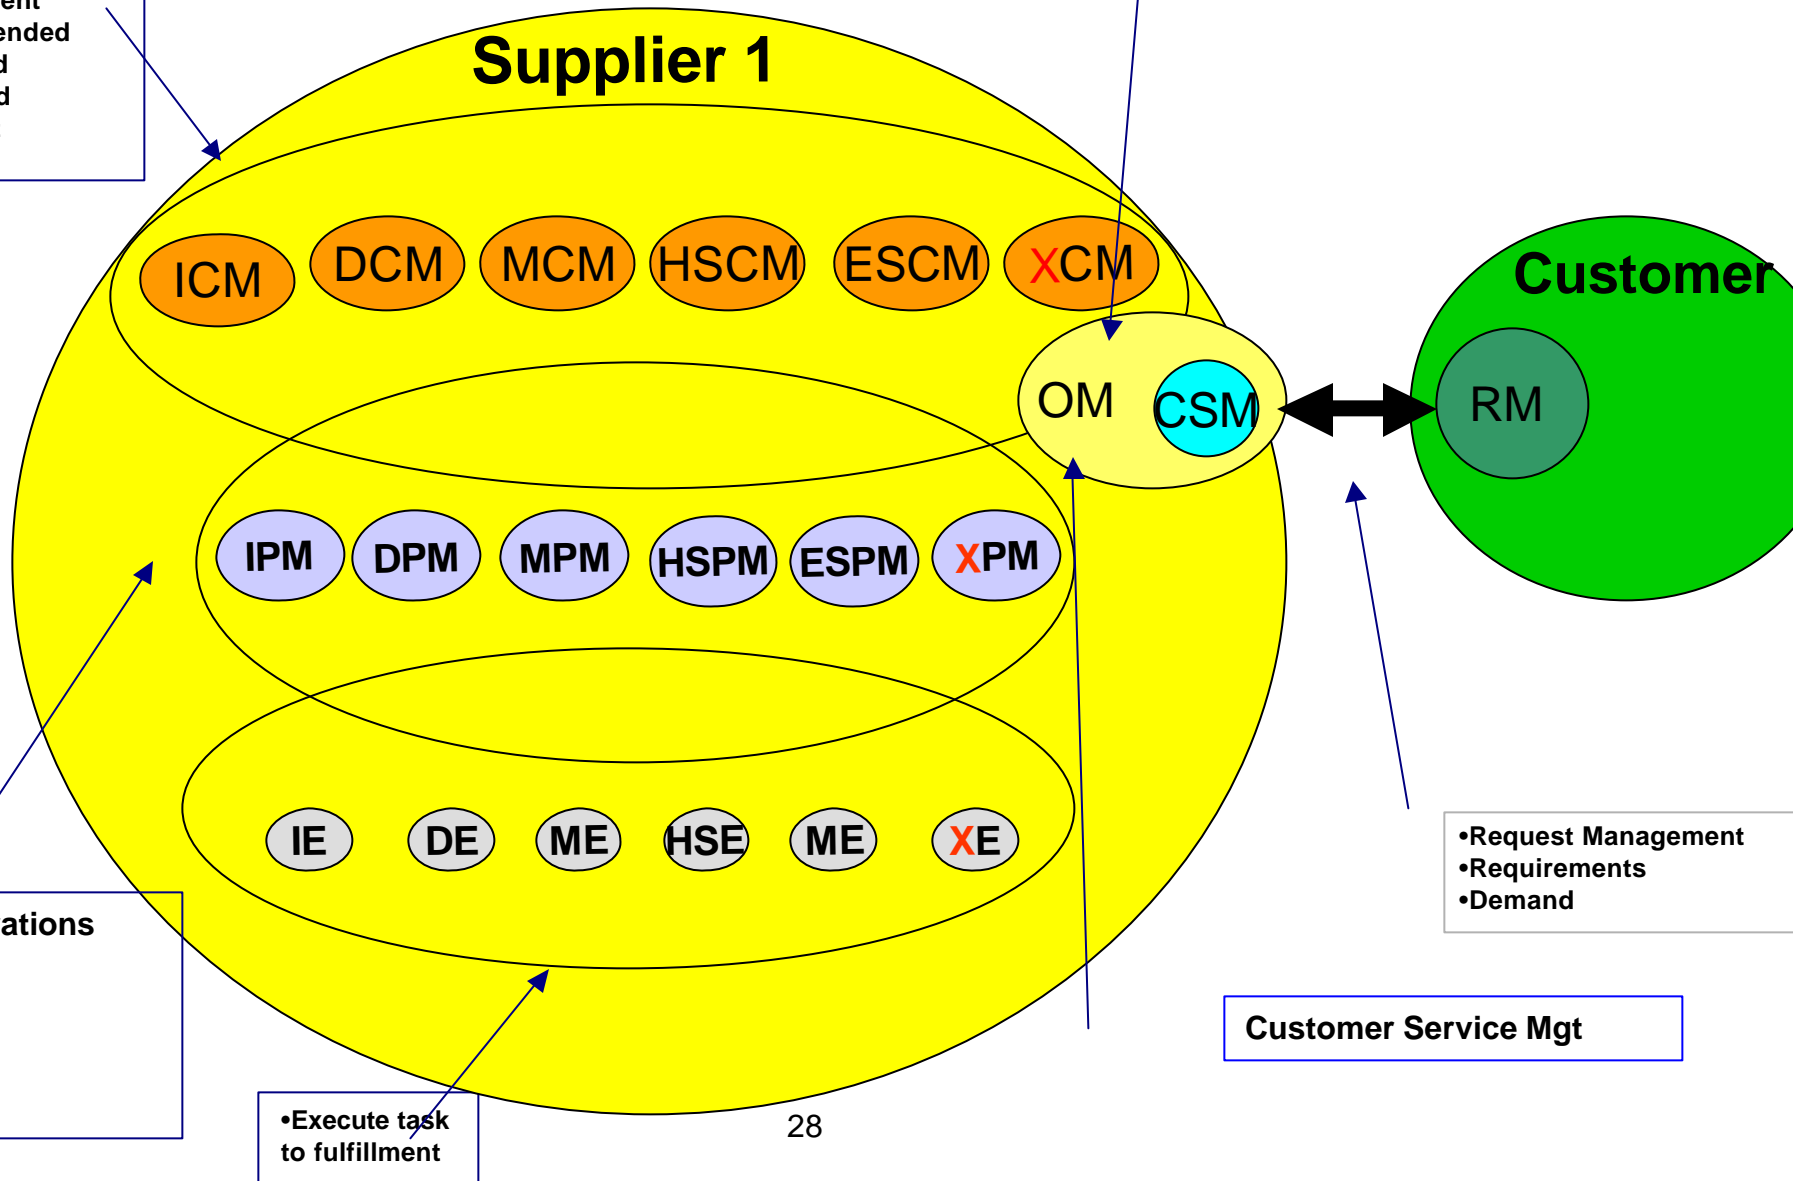 ended
Supplier 1
ICM DCM MCM HSCM ESCM XCM
Customer
OM CSM RM
IPM DPM MPM HSPM ESPM XPM
IE DE ME HSE ME XE
•Request Management
•Requirements
•Demand
ations
Customer Service Mgt
•Execute task
to fulfillment
28